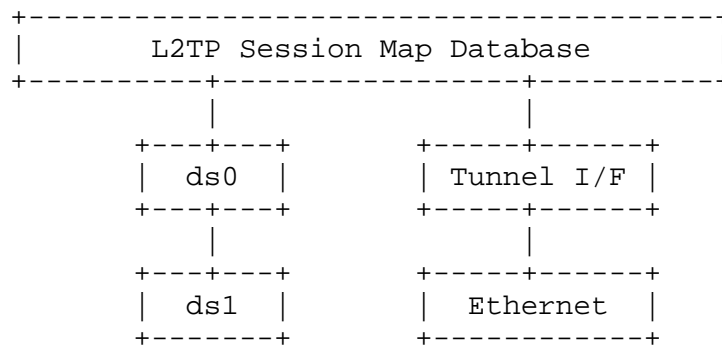 L2TP Session Map Database
ds0 Tunnel I/F
ds1 Ethernet